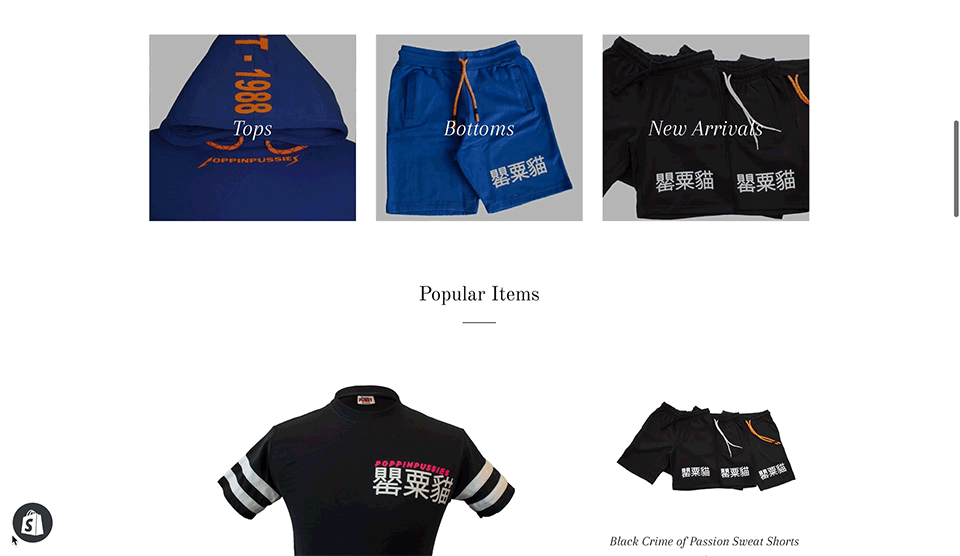 T. 1988
Tops
POPPINPUSSIES
Bottoms
罌粟貓
New Arrivals
罌粟貓
罌粟貓
Popular Items
POPPINPUSSIES
罌粟貓
罌粟貓
罌粟貓
罌粟貓
Black Crime of Passion Sweat Shorts
S